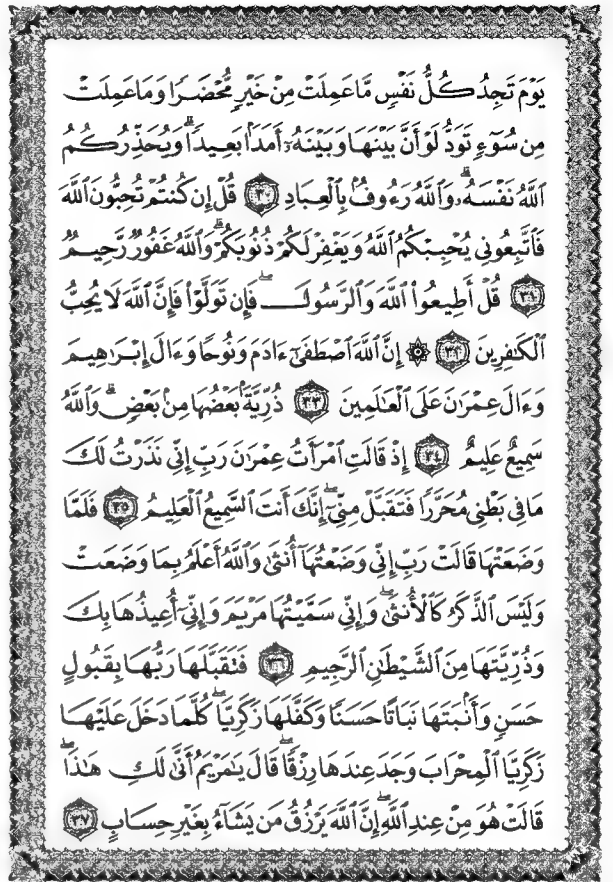 يَوْمَ تَجِدُ كُلُّ نَفْسٍ مَّا عَمِلَتْ مِنْ خَيْرٍ مُّحْضَرًا وَمَا عَمِلَتْ
مِن سُوٓءٍ تَوَدُّ لَوْ أَنَّ بَيْنَهَا وَبَيْنَهُۥٓ أَمَدًۢا بَعِيدًا ۗ وَيُحَذِّرُكُمُ
ٱللَّهُ نَفْسَهُۥ ۗ وَٱللَّهُ رَءُوفٌۢ بِٱلْعِبَادِ ٣٠ قُلْ إِن كُنتُمْ تُحِبُّونَ ٱللَّهَ
فَٱتَّبِعُونِى يُحْبِبْكُمُ ٱللَّهُ وَيَغْفِرْ لَكُمْ ذُنُوبَكُمْ ۗ وَٱللَّهُ غَفُورٌ رَّحِيمٌ
٣١ قُلْ أَطِيعُوا۟ ٱللَّهَ وَٱلرَّسُولَ ۖ فَإِن تَوَلَّوْا۟ فَإِنَّ ٱللَّهَ لَا يُحِبُّ
ٱلْكَٰفِرِينَ ٣٢ ۞ إِنَّ ٱللَّهَ ٱصْطَفَىٰٓ ءَادَمَ وَنُوحًا وَءَالَ إِبْرَٰهِيمَ
وَءَالَ عِمْرَٰنَ عَلَى ٱلْعَٰلَمِينَ ٣٣ ذُرِّيَّةًۢ بَعْضُهَا مِنۢ بَعْضٍ ۗ وَٱللَّهُ
سَمِيعٌ عَلِيمٌ ٣٤ إِذْ قَالَتِ ٱمْرَأَتُ عِمْرَٰنَ رَبِّ إِنِّى نَذَرْتُ لَكَ
مَا فِى بَطْنِى مُحَرَّرًا فَتَقَبَّلْ مِنِّىٓ ۖ إِنَّكَ أَنتَ ٱلسَّمِيعُ ٱلْعَلِيمُ ٣٥ فَلَمَّا
وَضَعَتْهَا قَالَتْ رَبِّ إِنِّى وَضَعْتُهَآ أُنثَىٰ وَٱللَّهُ أَعْلَمُ بِمَا وَضَعَتْ
وَلَيْسَ ٱلذَّكَرُ كَٱلْأُنثَىٰ ۖ وَإِنِّى سَمَّيْتُهَا مَرْيَمَ وَإِنِّىٓ أُعِيذُهَا بِكَ
وَذُرِّيَّتَهَا مِنَ ٱلشَّيْطَٰنِ ٱلرَّجِيمِ ٣٦ فَتَقَبَّلَهَا رَبُّهَا بِقَبُولٍ
حَسَنٍ وَأَنۢبَتَهَا نَبَاتًا حَسَنًا وَكَفَّلَهَا زَكَرِيَّا ۖ كُلَّمَا دَخَلَ عَلَيْهَا
زَكَرِيَّا ٱلْمِحْرَابَ وَجَدَ عِندَهَا رِزْقًا ۖ قَالَ يَٰمَرْيَمُ أَنَّىٰ لَكِ هَٰذَا ۖ
قَالَتْ هُوَ مِنْ عِندِ ٱللَّهِ ۖ إِنَّ ٱللَّهَ يَرْزُقُ مَن يَشَآءُ بِغَيْرِ حِسَابٍ ٣٧